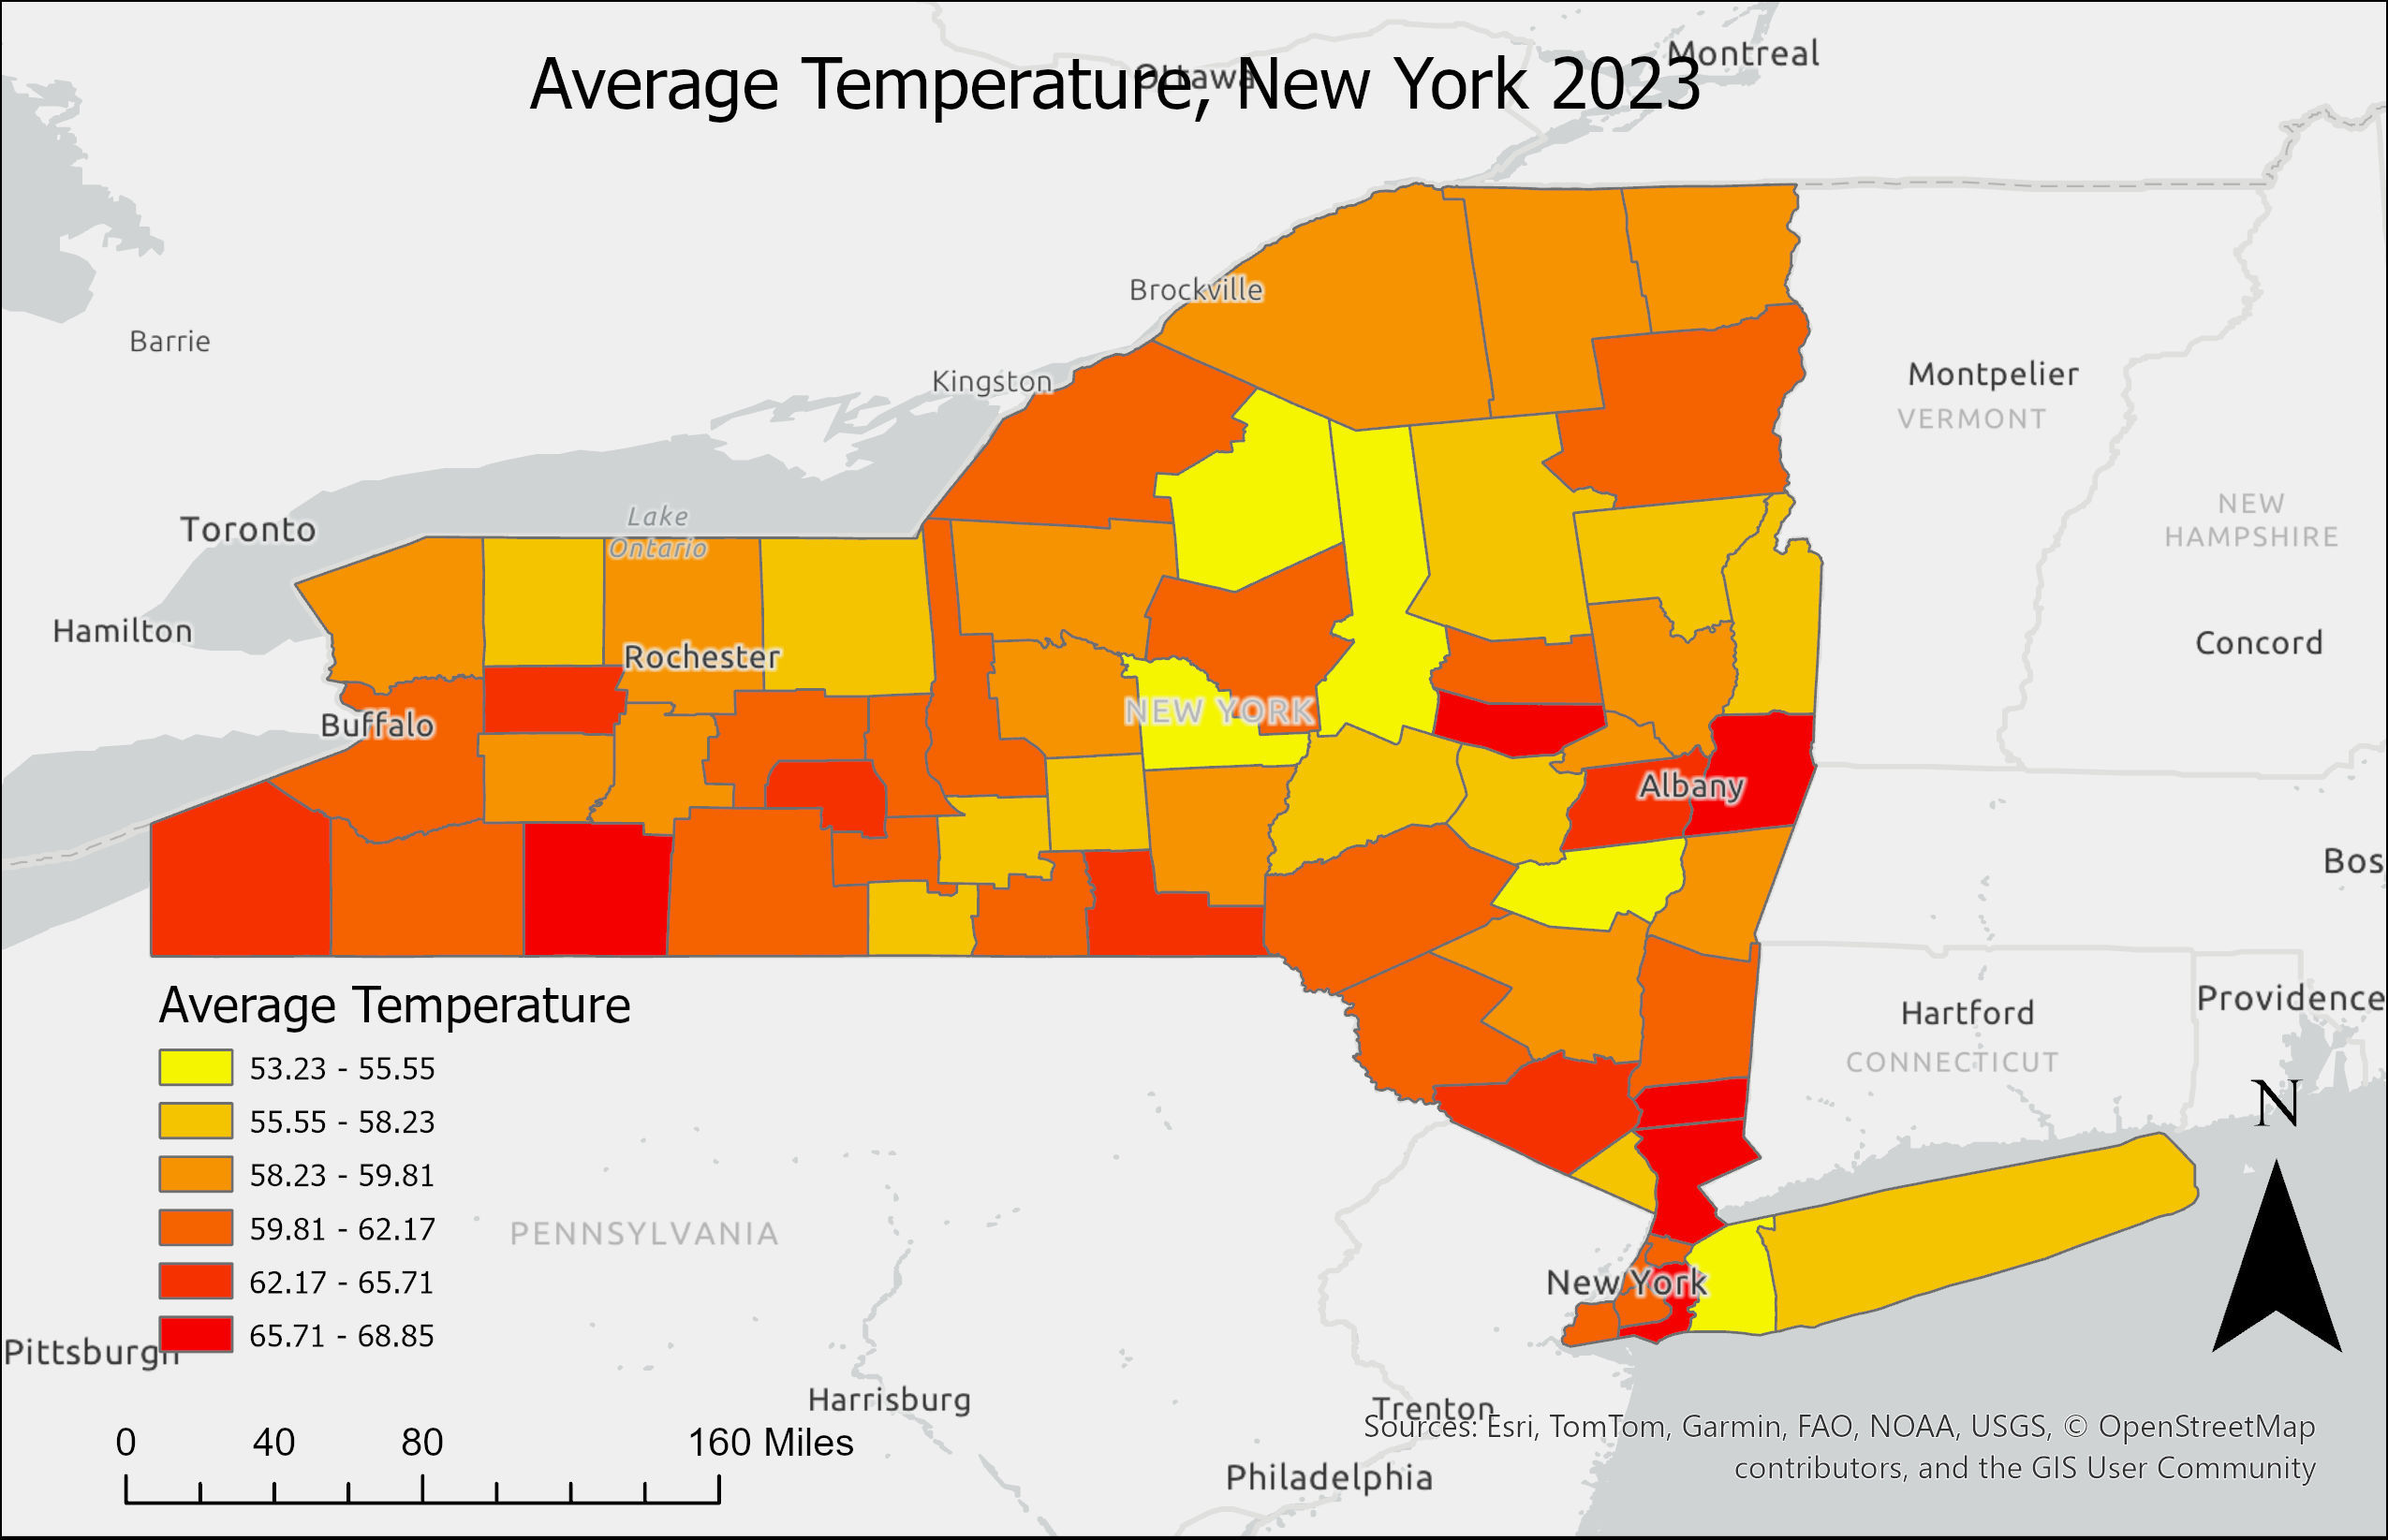 Montreal
Ottawa
Average Temperature, New York 2023
Brockville
Barrie
Kingston
Montpelier
VERMONT
NEW
HAMPSHIRE
Toronto
Lake
Ontario
Hamilton
Concord
Rochester
NEW YORK
Buffalo
Albany
Bos
Average Temperature
53.23 - 55.55
55.55 - 58.23
58.23 - 59.81
59.81 - 62.17
62.17 - 65.71
65.71 - 68.85
Providence
Hartford
CONNECTICUT
N
PENNSYLVANIA
New York
Pittsburgh
Harrisburg
Trenton
0 40 80 160 Miles
Philadelphia
Sources: Esri, TomTom, Garmin, FAO, NOAA, USGS, © OpenStreetMap
contributors, and the GIS User Community